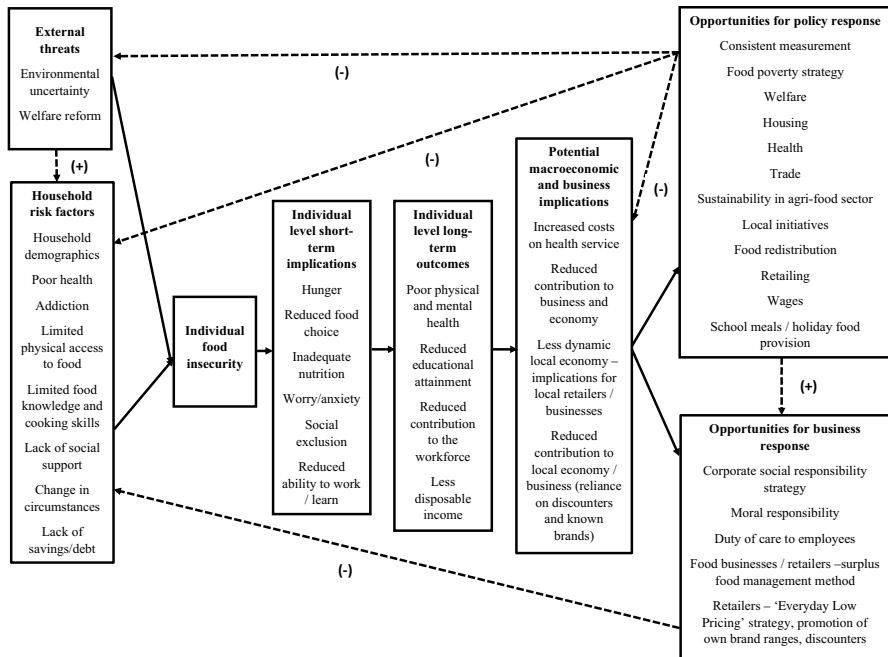 External
threats
Environmental
uncertainty
Welfare reform
(+)
Household
risk factors
Household
demographics
Poor health
Addiction
Limited
physical access
to food
Limited food
knowledge and
cooking skills
Lack of social
support
Change in
circumstances
Lack of
savings/debt
Individual
food
insecurity
Individual
level short-
term
implications
Hunger
Reduced food
choice
Inadequate
nutrition
Worry/anxiety
Social
exclusion
Reduced
ability to work
/ learn
Individual
level long-
term
outcomes
Poor physical
and mental
health
Reduced
educational
attainment
Reduced
contribution to
the workforce
Less
disposable
income
Potential
macroeconomic
and business
implications
Increased costs
on health service
Reduced
contribution to
business and
economy
Less dynamic
local economy –
implications for
local retailers /
businesses
Reduced
contribution to
local economy /
business (reliance
on discounters
and known
brands)
(-)
(-)
(-)
(-)
Opportunities for policy response
Consistent measurement
Food poverty strategy
Welfare
Housing
Health
Trade
Sustainability in agri-food sector
Local initiatives
Food redistribution
Retailing
Wages
School meals / holiday food
provision
(+)
Opportunities for business
response
Corporate social responsibility
strategy
Moral responsibility
Duty of care to employees
Food businesses / retailers –surplus
food management method
Retailers – ‘Everyday Low
Pricing’ strategy, promotion of
own brand ranges, discounters